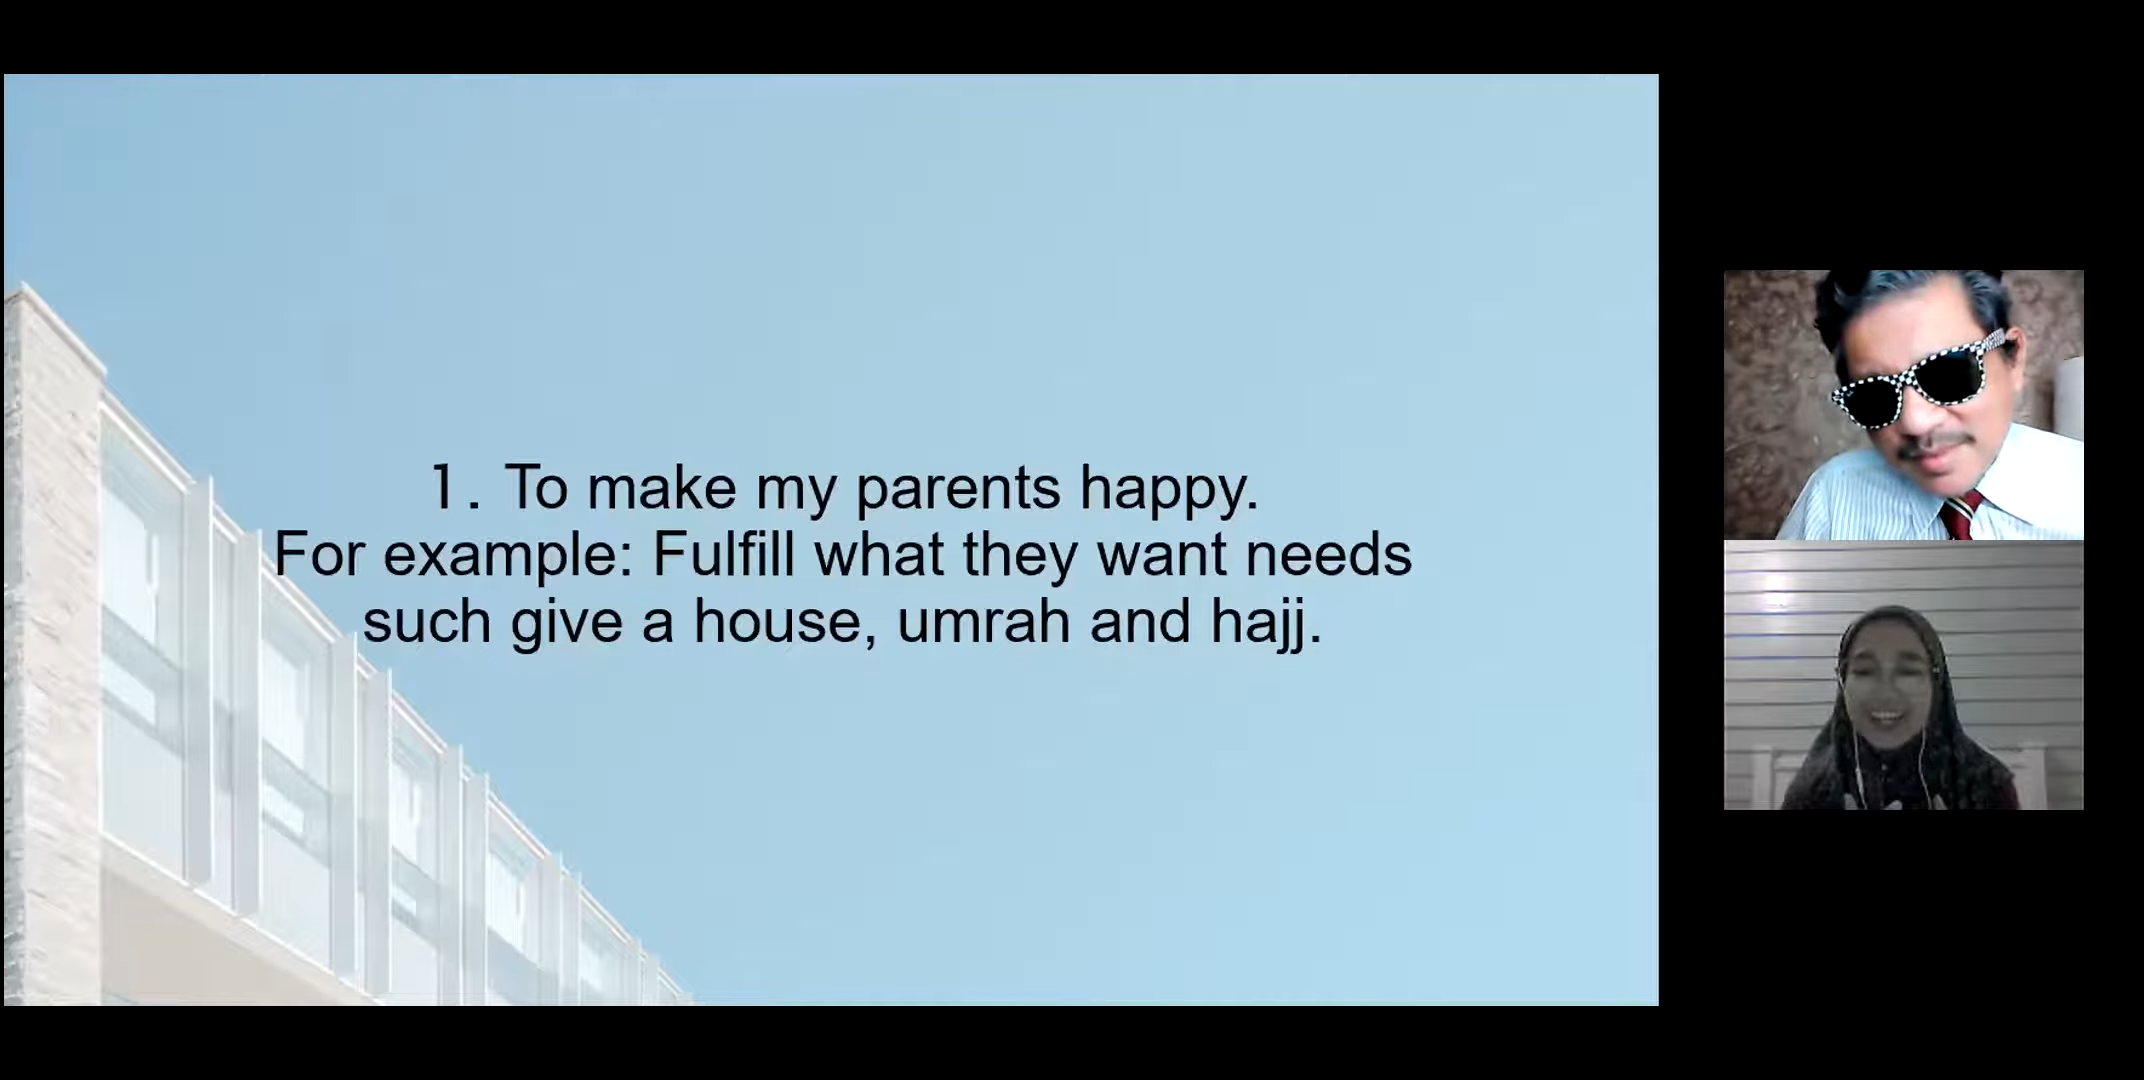 1. To make my parents happy.
For example: Fulfill what they want needs
such give a house, umrah and hajj.